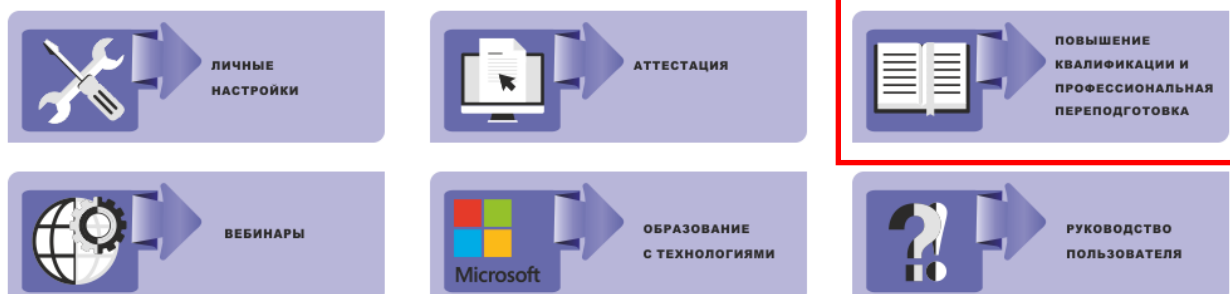 ЛИЧНЫЕ
НАСТРОЙКИ
АТТЕСТАЦИЯ
ПОВЫШЕНИЕ
КВАЛИФИКАЦИИ И
ПРОФЕССИОНАЛЬНАЯ
ПЕРЕПОДГОТОВКА
ВЕБИНАРЫ
Microsoft
ОБРАЗОВАНИЕ
С ТЕХНОЛОГИЯМИ
РУКОВОДСТВО
ПОЛЬЗОВАТЕЛЯ